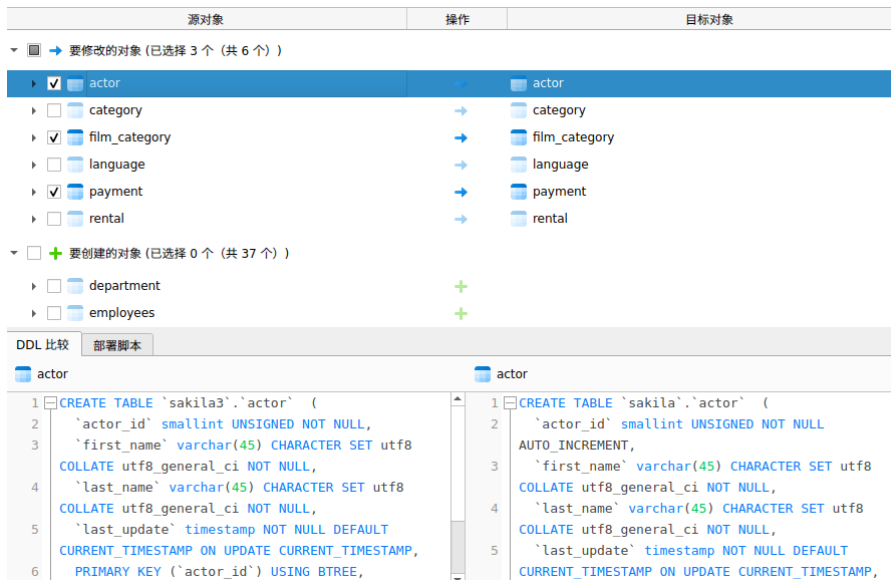 源对象 操作 目标对象
要修改的对象 (已选择 3 个（共 6 个）)
actor actor
category category
film_category film_category
language language
payment payment
rental rental
要创建的对象 (已选择 0 个（共 37 个）)
department
employees
DDL 比较 部署脚本
actor
1 CREATE TABLE `sakila3`.`actor` (
2 `actor_id` smallint UNSIGNED NOT NULL,
3 `first_name` varchar(45) CHARACTER SET utf8
COLLATE utf8_general_ci NOT NULL,
4 `last_name` varchar(45) CHARACTER SET utf8
COLLATE utf8_general_ci NOT NULL,
5 `last_update` timestamp NOT NULL DEFAULT
CURRENT_TIMESTAMP ON UPDATE CURRENT_TIMESTAMP,
6 PRIMARY KEY (`actor_id`) USING BTREE,
actor
1 CREATE TABLE `sakila`.`actor` (
2 `actor_id` smallint UNSIGNED NOT NULL
AUTO_INCREMENT,
3 `first_name` varchar(45) CHARACTER SET utf8
COLLATE utf8_general_ci NOT NULL,
4 `last_name` varchar(45) CHARACTER SET utf8
COLLATE utf8_general_ci NOT NULL,
5 `last_update` timestamp NOT NULL DEFAULT
CURRENT_TIMESTAMP ON UPDATE CURRENT_TIMESTAMP,